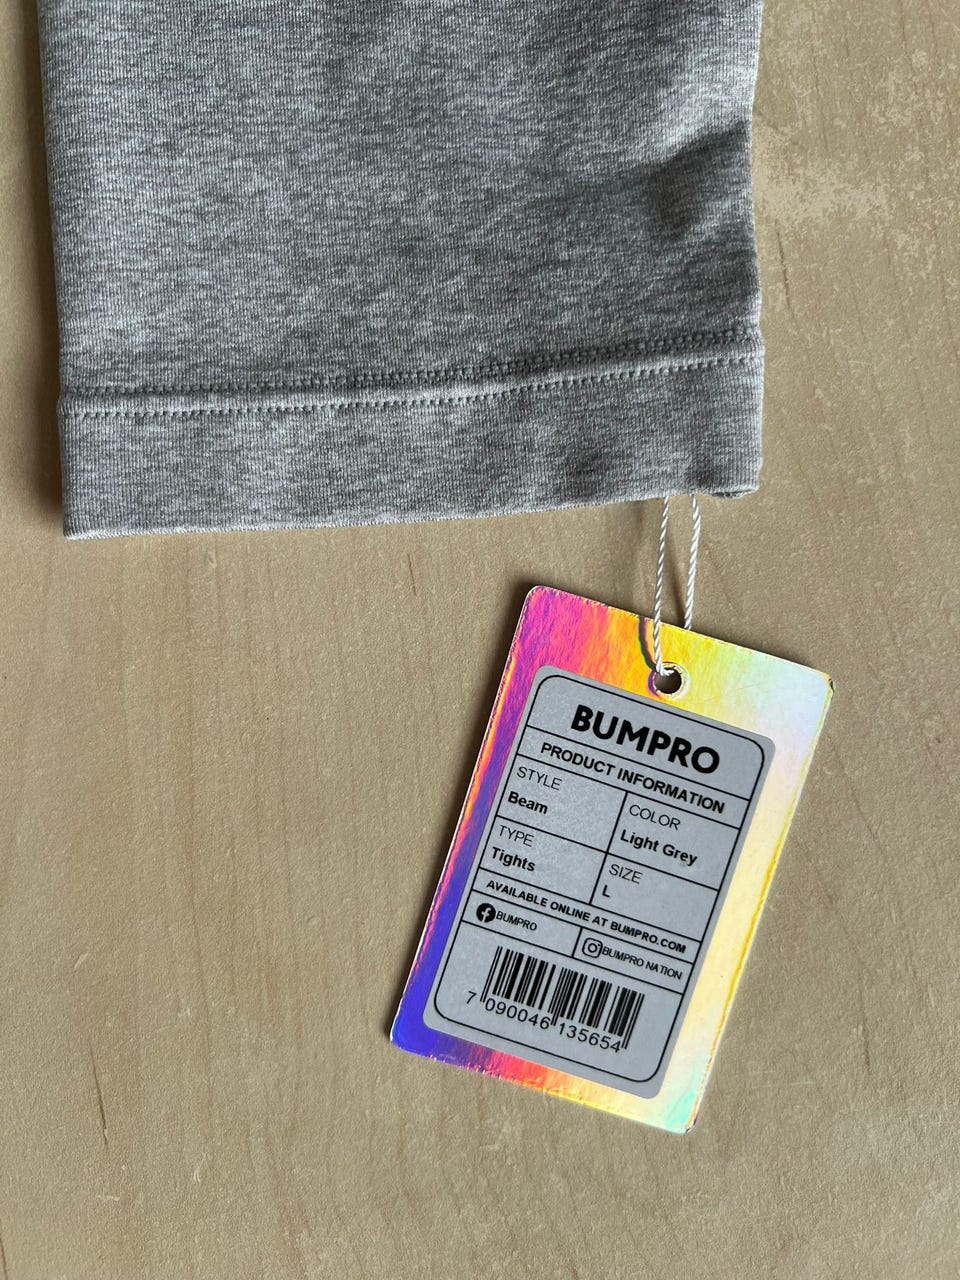 BUMPRO
PRODUCT INFORMATION
STYLE
Beam
COLOR
Light Grey
TYPE
Tights
SIZE
L
AVAILABLE ONLINE AT BUMPRO.COM
BUMPRO
BUMPRO NATION
7 090046 135654